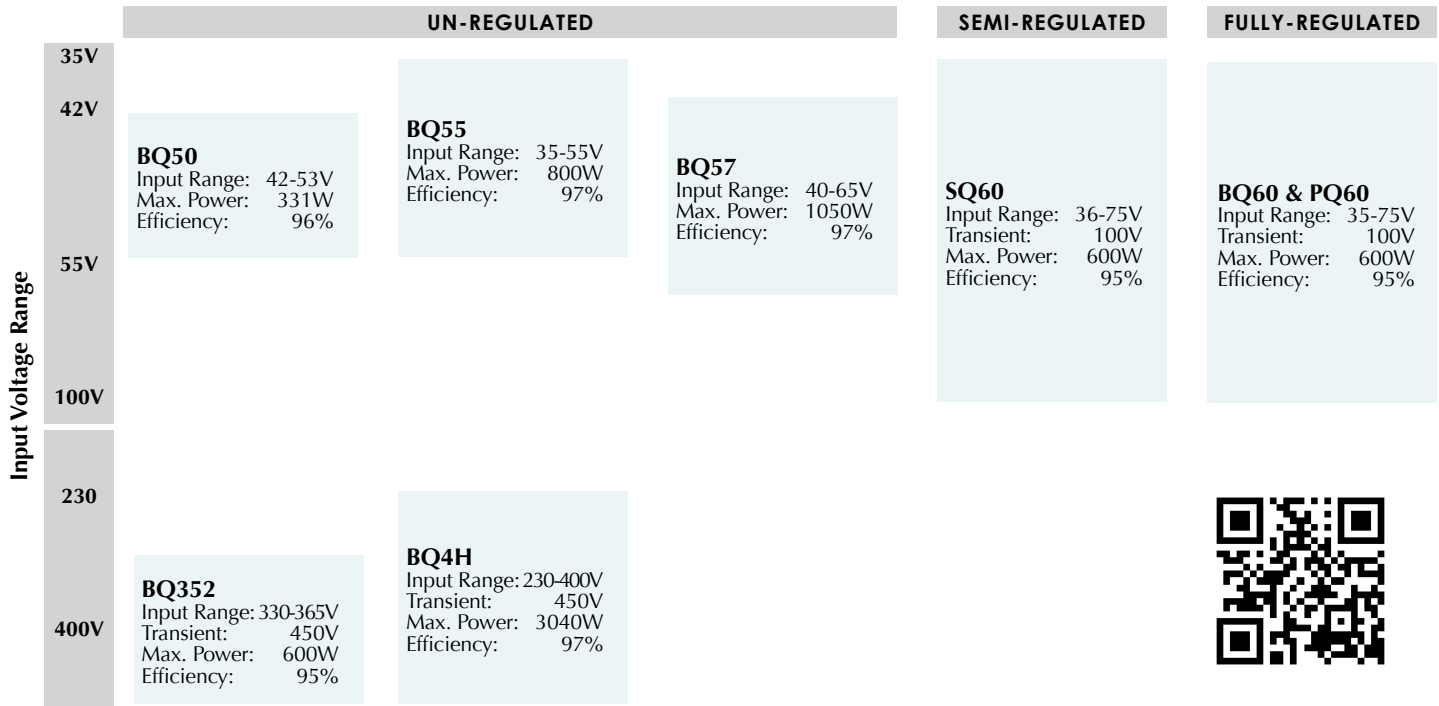 UN-REGULATED
SEMI-REGULATED
FULLY-REGULATED
Input Voltage Range
35V
42V
55V
100V
230
400V
BQ50
Input Range: 42-53V
Max. Power: 331W
Efficiency: 96%
BQ55
Input Range: 35-55V
Max. Power: 800W
Efficiency: 97%
BQ57
Input Range: 40-65V
Max. Power: 1050W
Efficiency: 97%
SQ60
Input Range: 36-75V
Transient: 100V
Max. Power: 600W
Efficiency: 95%
BQ60 & PQ60
Input Range: 35-75V
Transient: 100V
Max. Power: 600W
Efficiency: 95%
BQ352
Input Range: 330-365V
Transient: 450V
Max. Power: 600W
Efficiency: 95%
BQ4H
Input Range: 230-400V
Transient: 450V
Max. Power: 3040W
Efficiency: 97%